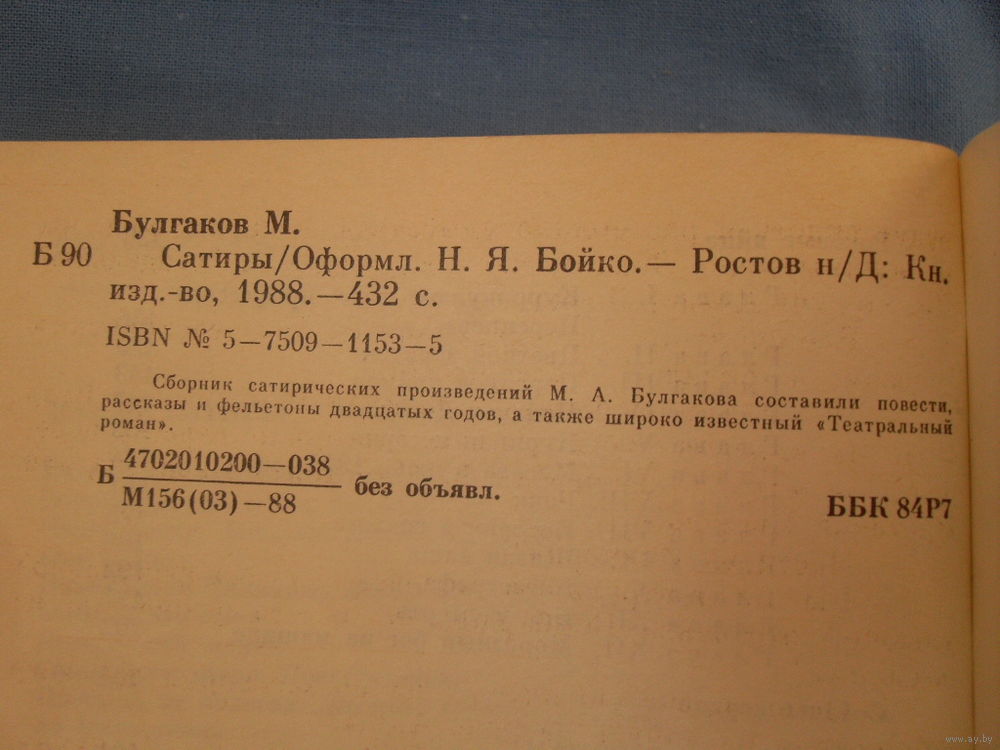 Булгаков М.
Б 90 Сатиры/Оформл. Н. Я. Бойко.— Ростов н/Д: Кн.
изд.-во, 1988.—432 с.
ISBN № 5—7509—1153—5
Сборник сатирических произведений М. А. Булгакова составили повести,
рассказы и фельетоны двадцатых годов, а также широко известный «Театральный
роман».
Б 4702010200—038
М156(03)—88
без объявл.
ББК 84Р7
www.ay.by